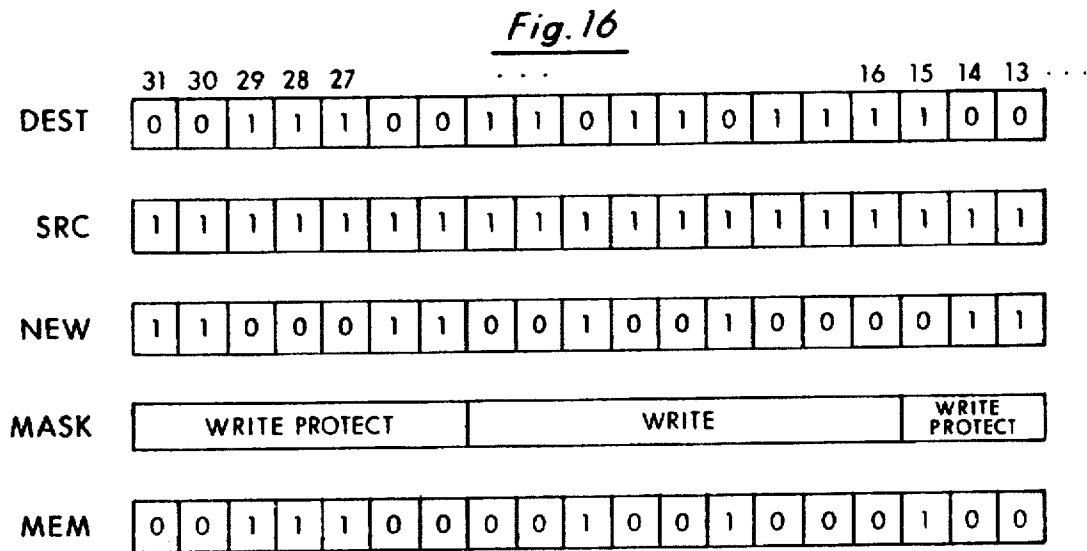 Fig. 16
31 30 29 28 27 ... 16 15 14 13 ...
DEST 0 0 1 1 1 0 0 1 1 0 1 1 0 1 1 1 1 0 0
SRC 1 1 1 1 1 1 1 1 1 1 1 1 1 1 1 1 1 1 1
NEW 1 1 0 0 0 1 1 0 0 1 0 0 1 0 0 0 0 1 1
MASK WRITE PROTECT WRITE WRITE PROTECT
MEM 0 0 1 1 1 0 0 0 0 1 0 0 1 0 0 0 1 0 0